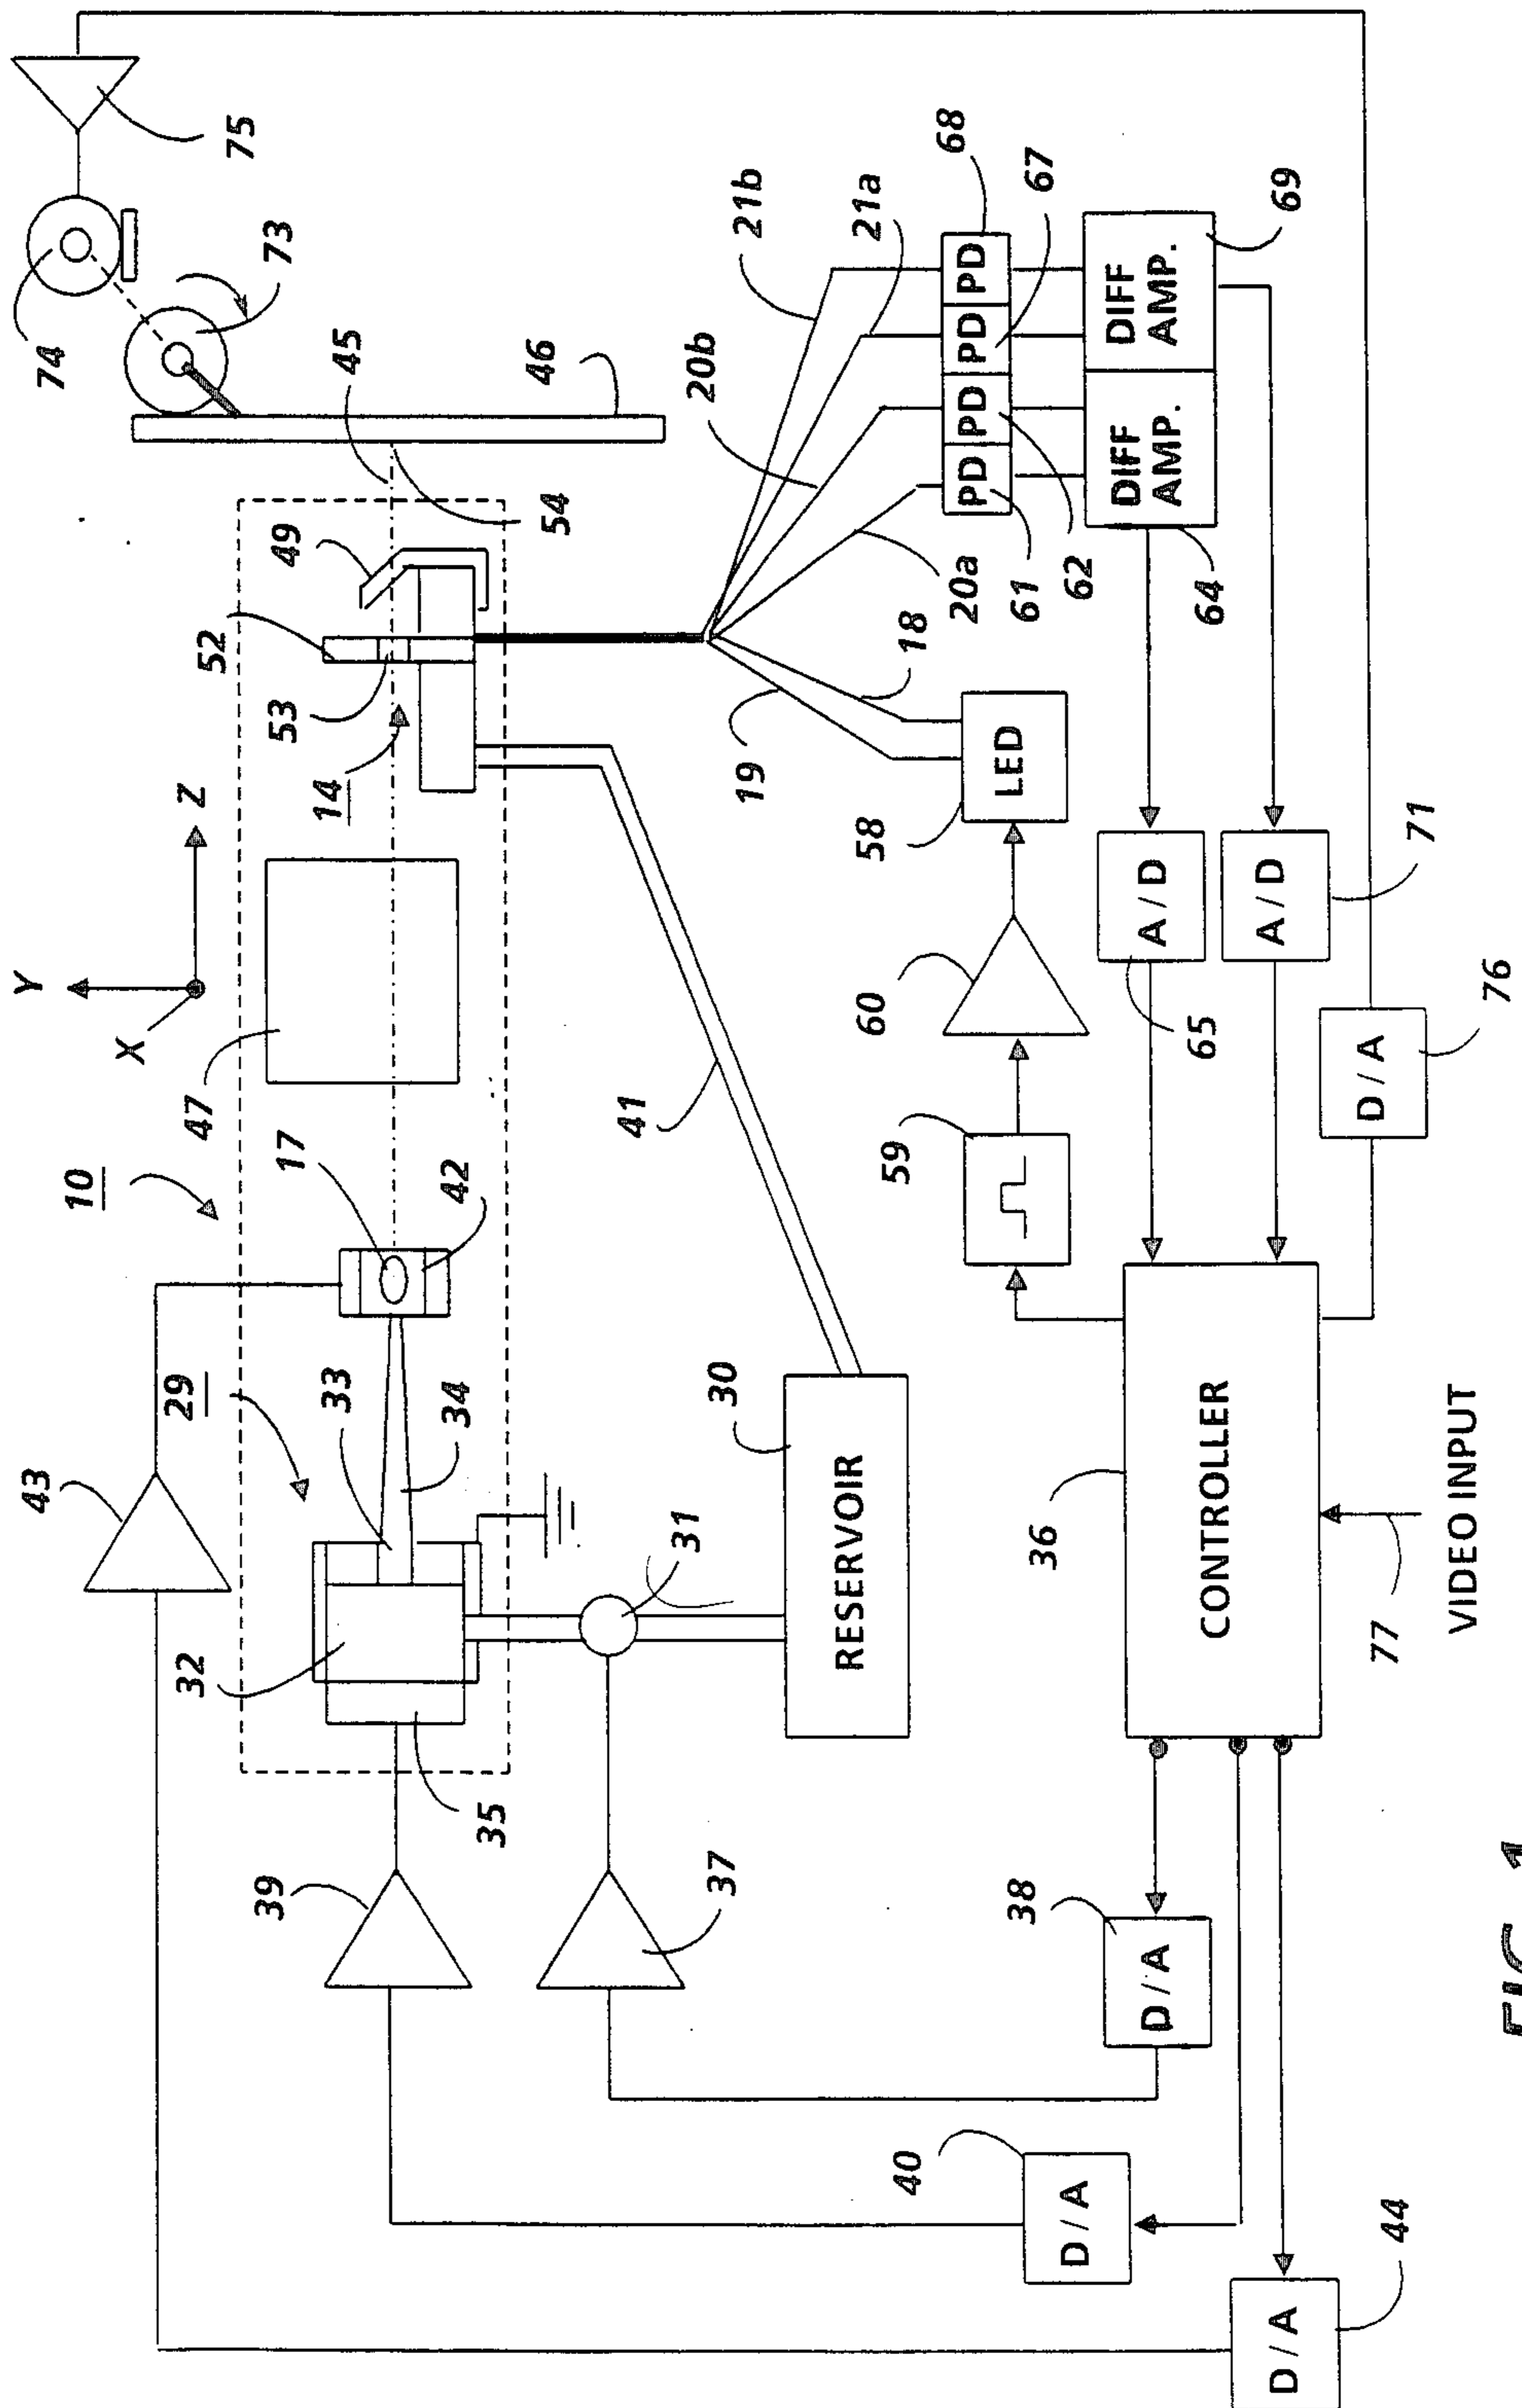 75
74
73
45
46
54
49
52
53
14
Z
Y
X
47
10
17
42
29
33
34
43
32
35
31
39
37
41
30
RESERVOIR
20b
21b
21a
68
67
PD
PD
PD
PD
69
DIFF
AMP.
DIFF
AMP.
20a
61
62
64
18
19
58
LED
60
59
A / D
65
A / D
71
76
D / A
36
CONTROLLER
77
VIDEO INPUT
38
D / A
40
D / A
44
D / A
FIG. 1